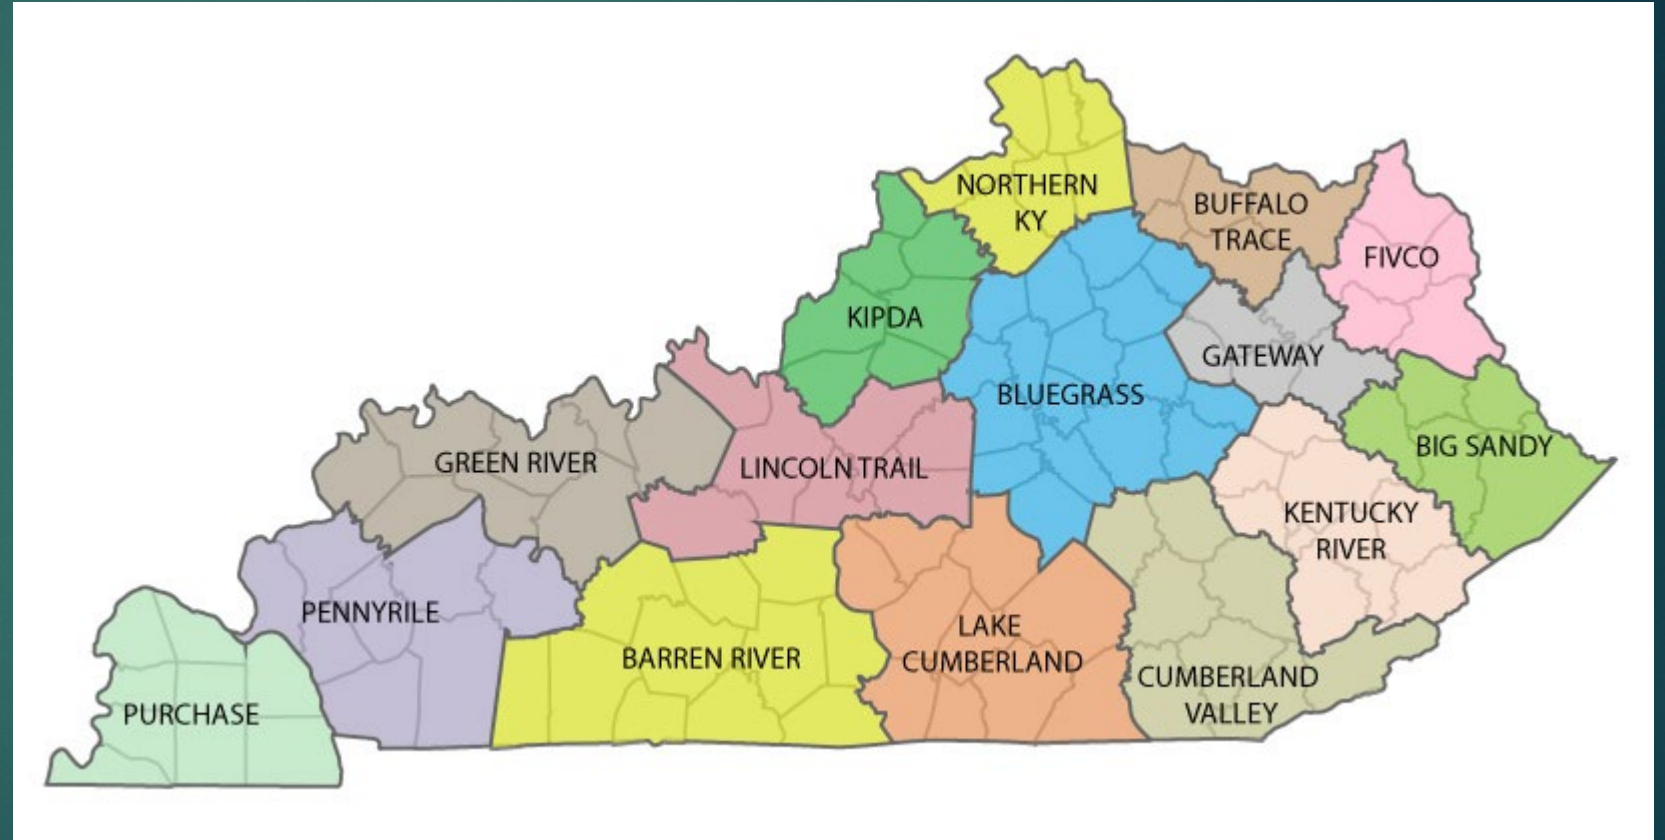 NORTHERN
KY
BUFFALO
TRACE
FIVCO
KIPDA
GATEWAY
BLUEGRASS
BIG SANDY
GREEN RIVER
LINCOLN TRAIL
KENTUCKY
RIVER
PENNYRILE
LAKE
CUMBERLAND
BARREN RIVER
CUMBERLAND
VALLEY
PURCHASE